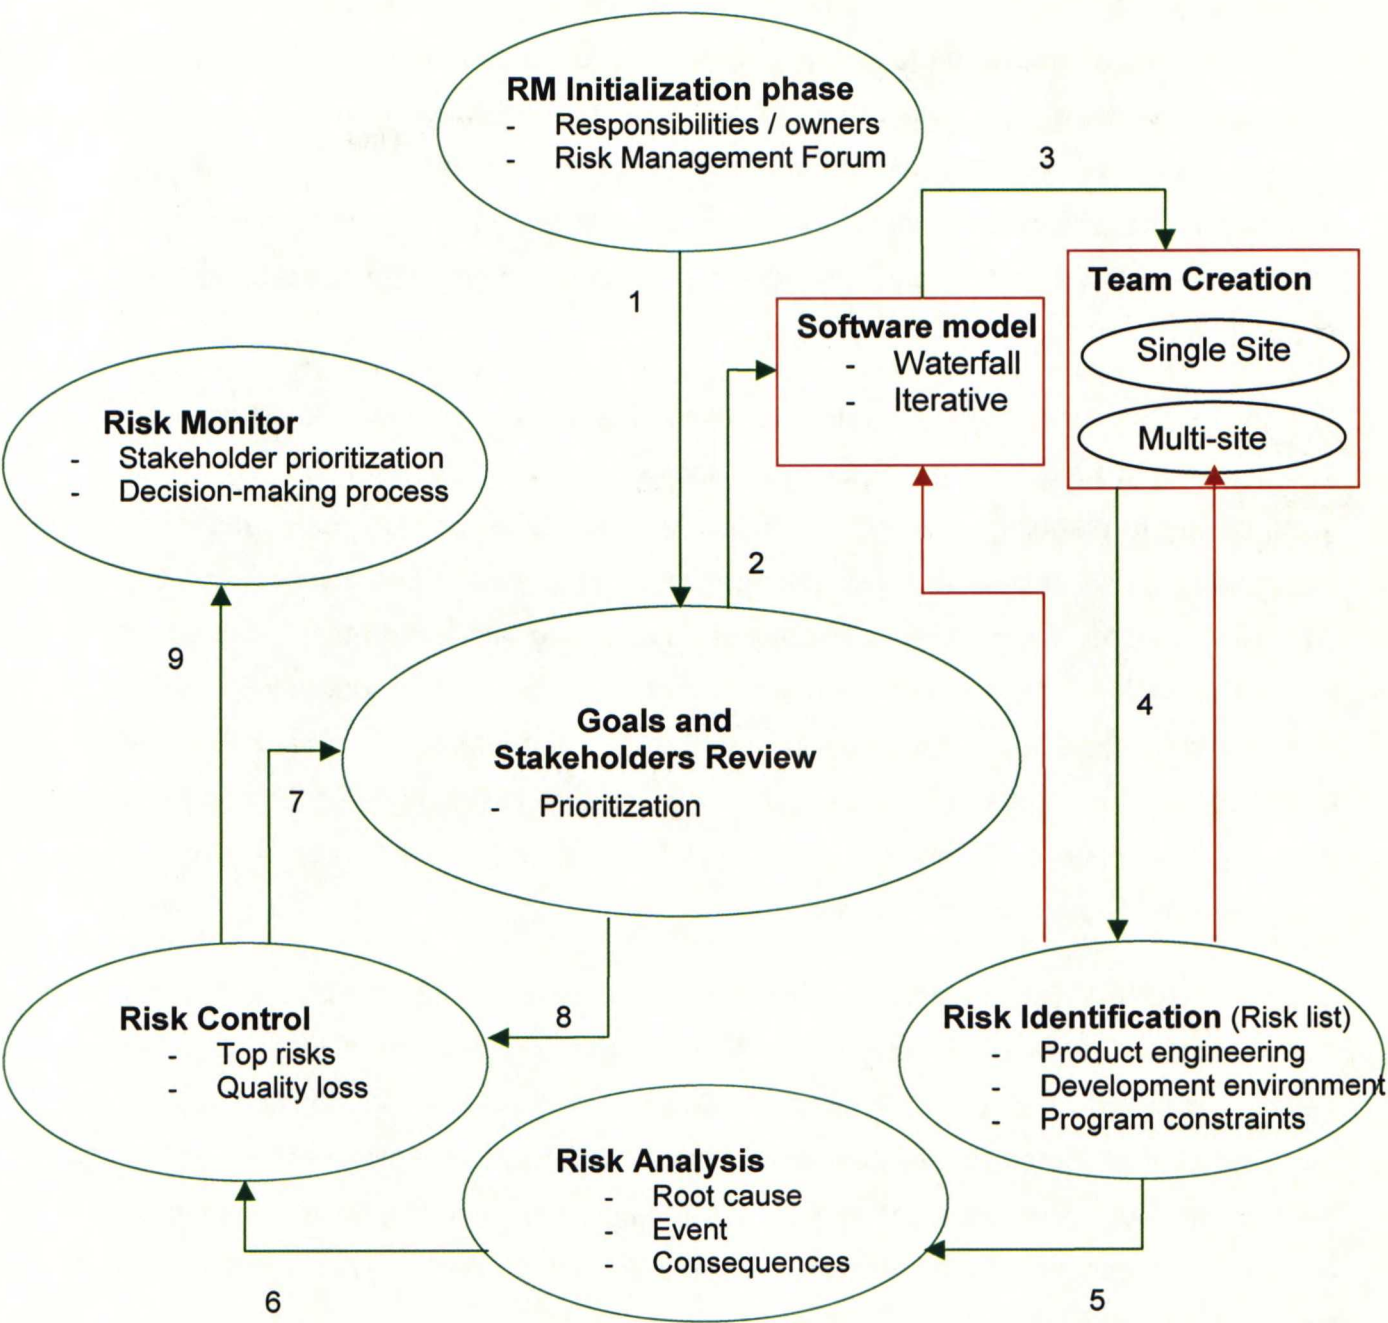 RM Initialization phase
- Responsibilities / owners
- Risk Management Forum
3
Team Creation
Single Site
Multi-site
1
Software model
- Waterfall
- Iterative
Risk Monitor
- Stakeholder prioritization
- Decision-making process
2
9
4
Goals and
Stakeholders Review
- Prioritization
7
8
Risk Control
- Top risks
- Quality loss
Risk Identification (Risk list)
- Product engineering
- Development environment
- Program constraints
Risk Analysis
- Root cause
- Event
- Consequences
6
5